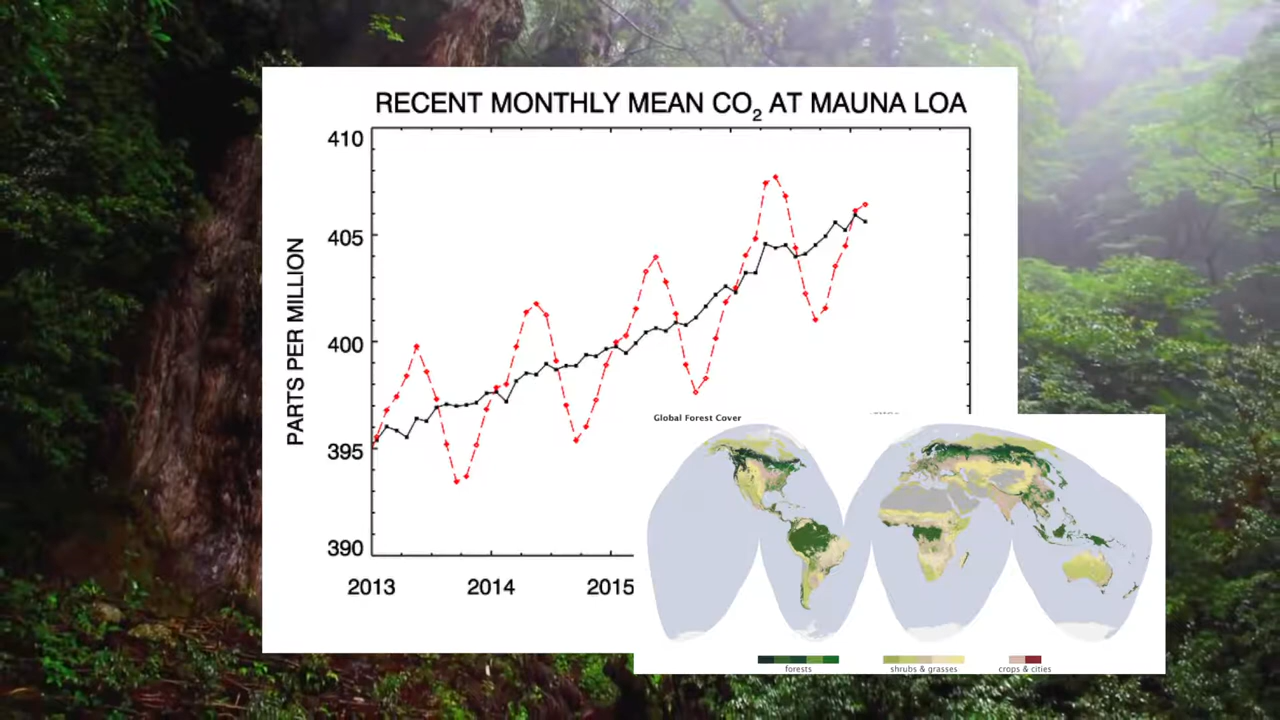 RECENT MONTHLY MEAN CO₂ AT MAUNA LOA
410
405
400
395
390
PARTS PER MILLION
2013 2014 2015
Global Forest Cover
forests shrubs & grasses crops & cities